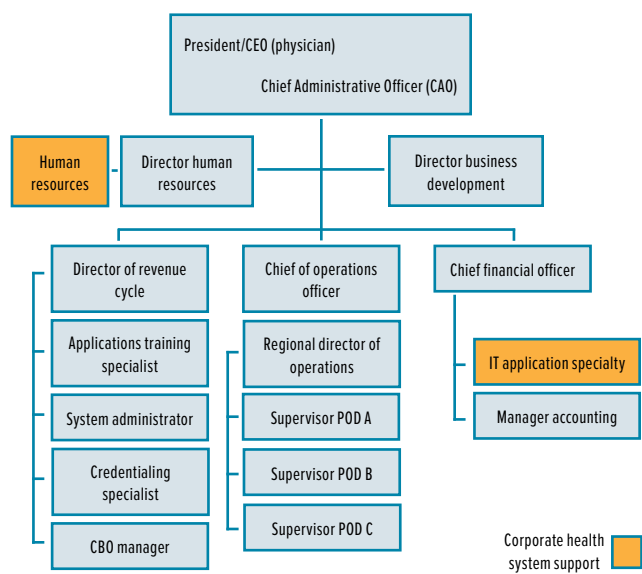 President/CEO (physician)
Chief Administrative Officer (CAO)
Human
resources
Director human
resources
Director business
development
Director of revenue
cycle
Chief of operations
officer
Chief financial officer
Applications training
specialist
Regional director of
operations
IT application specialty
System administrator
Supervisor POD A
Manager accounting
Credentialing
specialist
Supervisor POD B
CBO manager
Supervisor POD C
Corporate health
system support